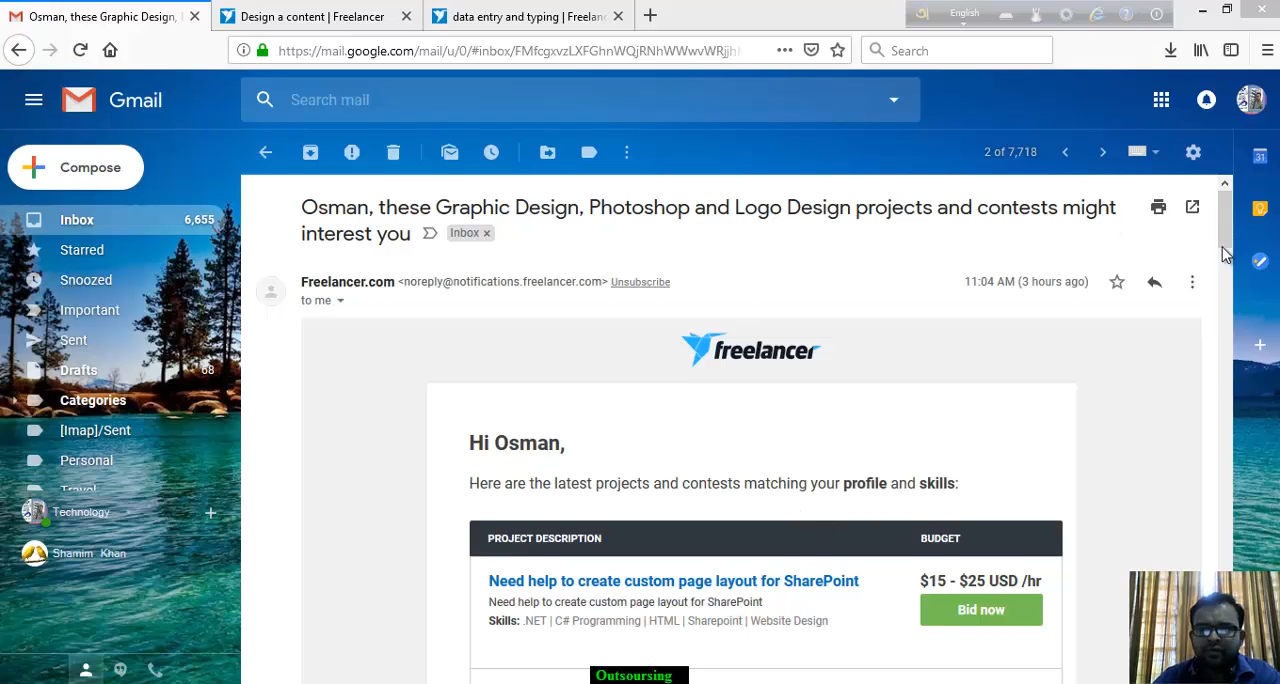 Osman, these Graphic Design, I
Design a content | Freelancer
data entry and typing | Freelan
English
https://mail.google.com/mail/u/0/#inbox/FMfcgxvzLXFGhnWQjRNhWWvWRjjh
Search
Gmail
Search mail
Compose
2 of 7,718
Inbox 6,655
Starred
Snoozed
Important
Sent
Drafts 68
Categories
[Imap]/Sent
Personal
Travel
Technology
Shamim Khan
31
Osman, these Graphic Design, Photoshop and Logo Design projects and contests might
interest you Inbox x
Freelancer.com <noreply@notifications.freelancer.com> Unsubscribe 11:04 AM (3 hours ago)
to me
freelancer
Hi Osman,
Here are the latest projects and contests matching your profile and skills:
PROJECT DESCRIPTION BUDGET
Need help to create custom page layout for SharePoint $15 - $25 USD /hr
Need help to create custom page layout for SharePoint
Skills: .NET | C# Programming | HTML | Sharepoint | Website Design
Bid now
Outsoursing